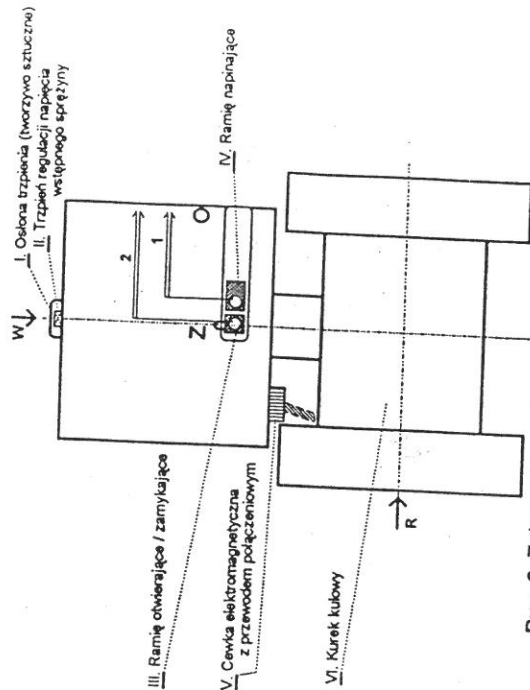 I. Osłona trzpienia (tworzywo sztuczne)
II. Trzpień regulacji napięcia
wstępnego sprężyny
W
IV. Ramię napinające
2
1
Z
III. Ramię otwierające / zamykające
V. Cewka elektromagnetyczna
z przewodem połączeniowym
VI. Kurek kulowy
R